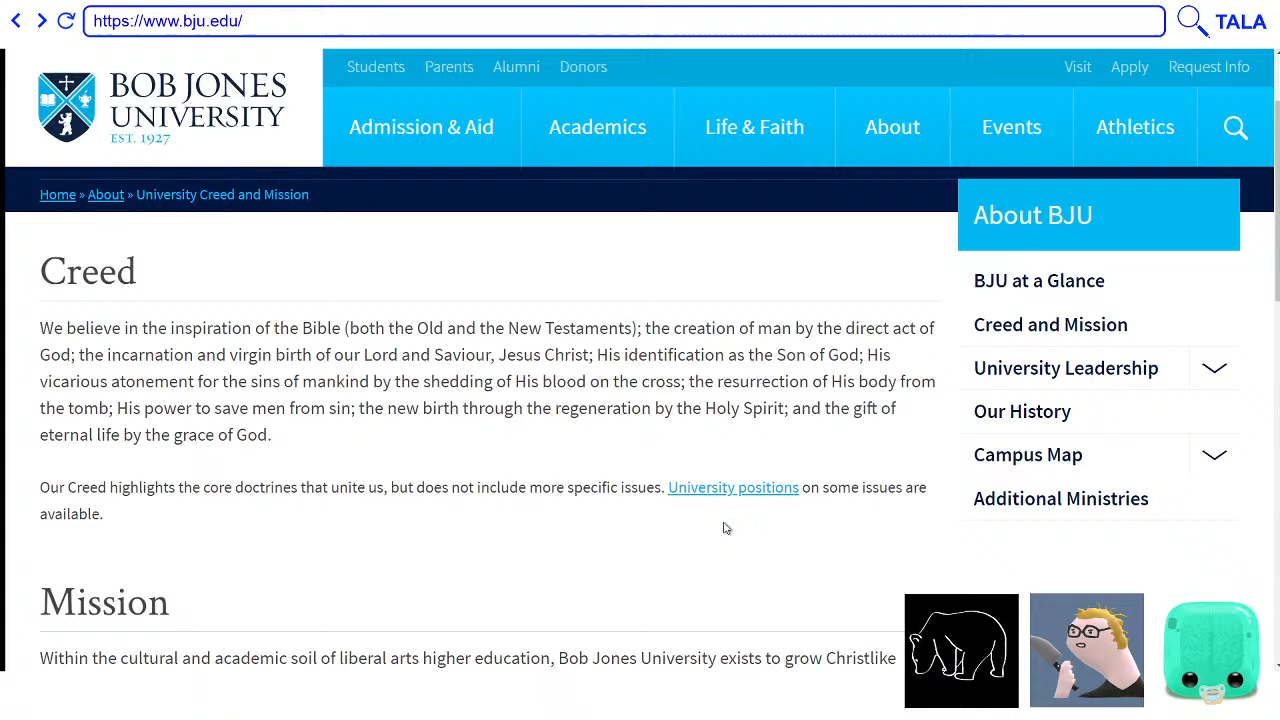 https://www.bju.edu/
TALA
Students Parents Alumni Donors
Visit Apply Request Info
BOB JONES
UNIVERSITY
EST. 1927
Admission & Aid Academics Life & Faith About Events Athletics
Home » About » University Creed and Mission
About BJU
Creed
We believe in the inspiration of the Bible (both the Old and the New Testaments); the creation of man by the direct act of
God; the incarnation and virgin birth of our Lord and Saviour, Jesus Christ; His identification as the Son of God; His
vicarious atonement for the sins of mankind by the shedding of His blood on the cross; the resurrection of His body from
the tomb; His power to save men from sin; the new birth through the regeneration by the Holy Spirit; and the gift of
eternal life by the grace of God.
Our Creed highlights the core doctrines that unite us, but does not include more specific issues. University positions on some issues are
available.
Mission
Within the cultural and academic soil of liberal arts higher education, Bob Jones University exists to grow Christlike
BJU at a Glance
Creed and Mission
University Leadership
Our History
Campus Map
Additional Ministries